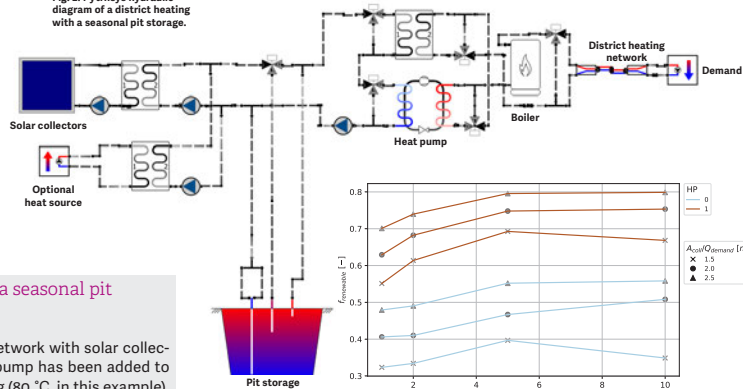 diagram of a district heating
with a seasonal pit storage.
Solar collectors
Optional
heat source
Heat pump
Boiler
District heating
network
Demand
Pit storage
a seasonal pit
etwork with solar collec-
pump has been added to
g (80 °C, in this example)
0.8
0.7
0.6
0.5
0.4
0.3
f renewable [−]
2
4
6
8
10
HP
0
1
A coll/Q demand
1.5
2.0
2.5